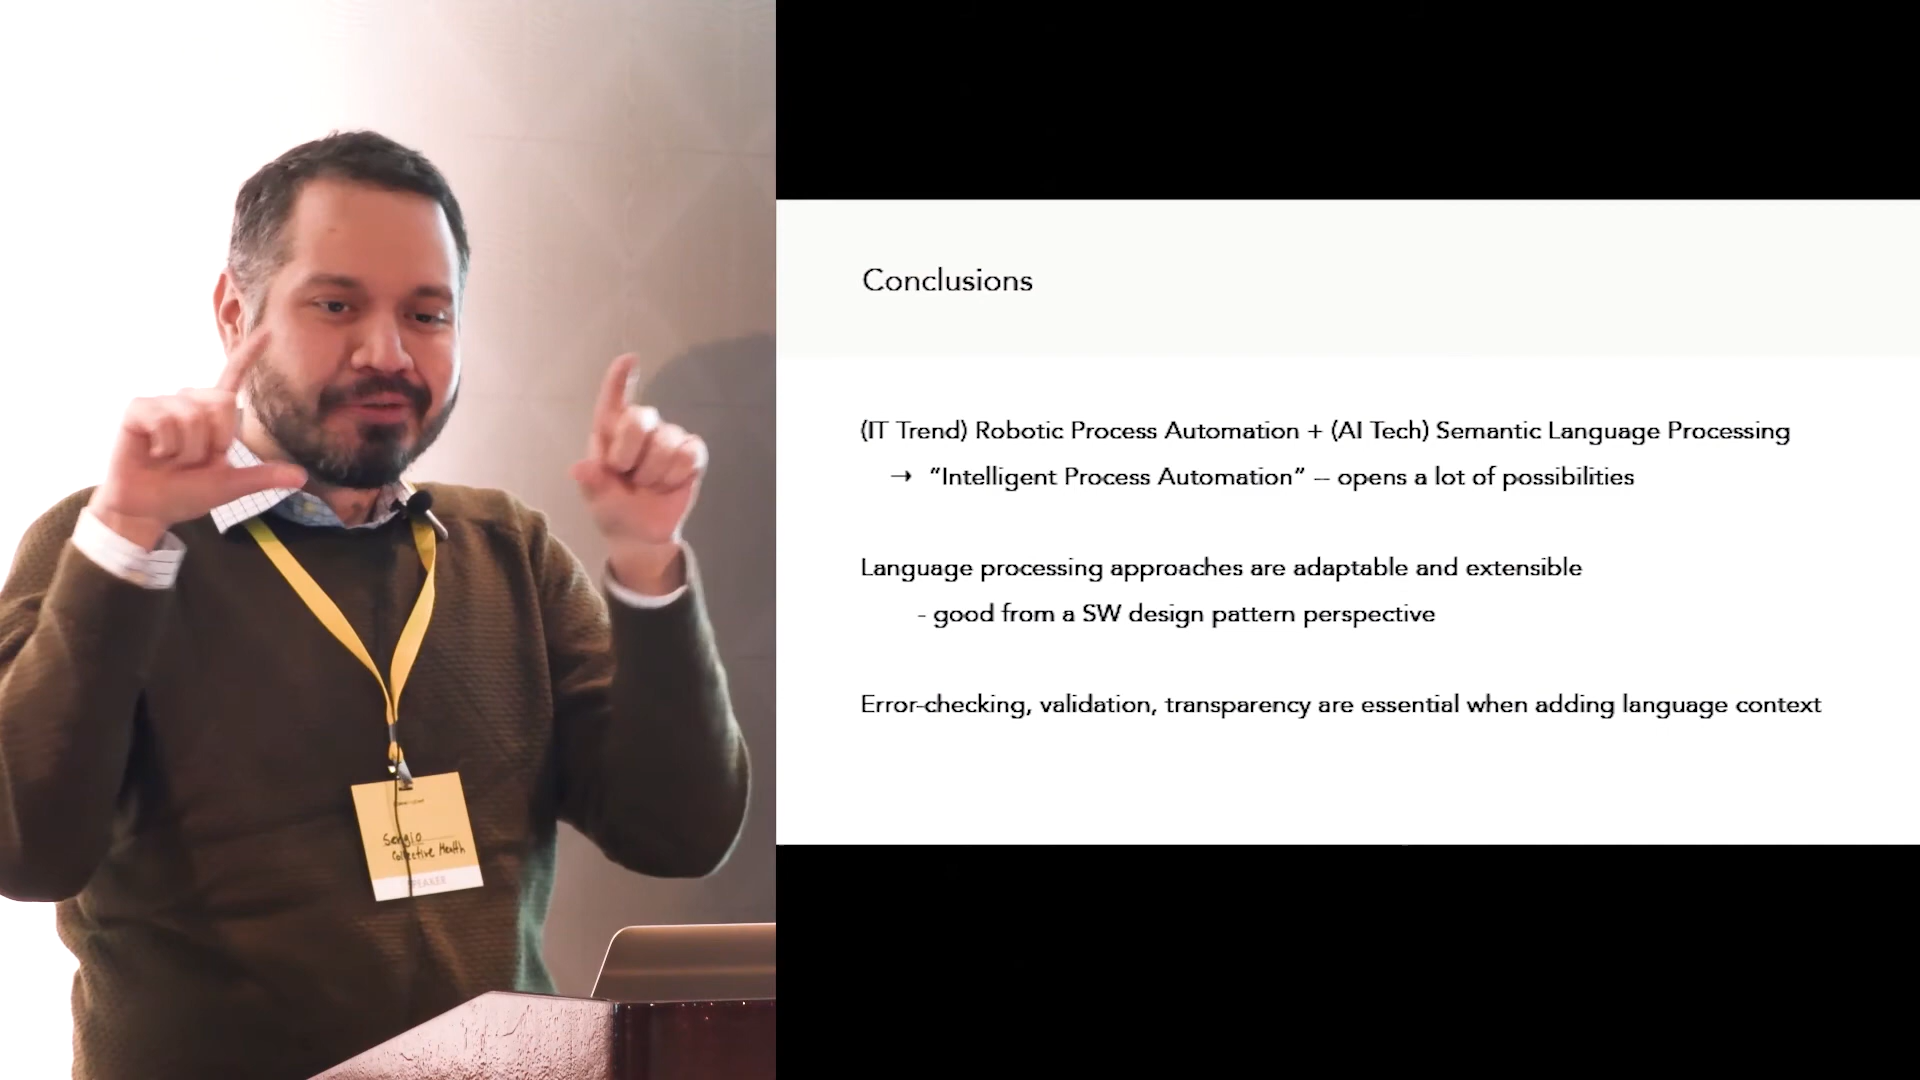 Conclusions
(IT Trend) Robotic Process Automation + (AI Tech) Semantic Language Processing
→ “Intelligent Process Automation” – opens a lot of possibilities
Language processing approaches are adaptable and extensible
- good from a SW design pattern perspective
Error-checking, validation, transparency are essential when adding language context
Sergio
Collective Health
SPEAKER